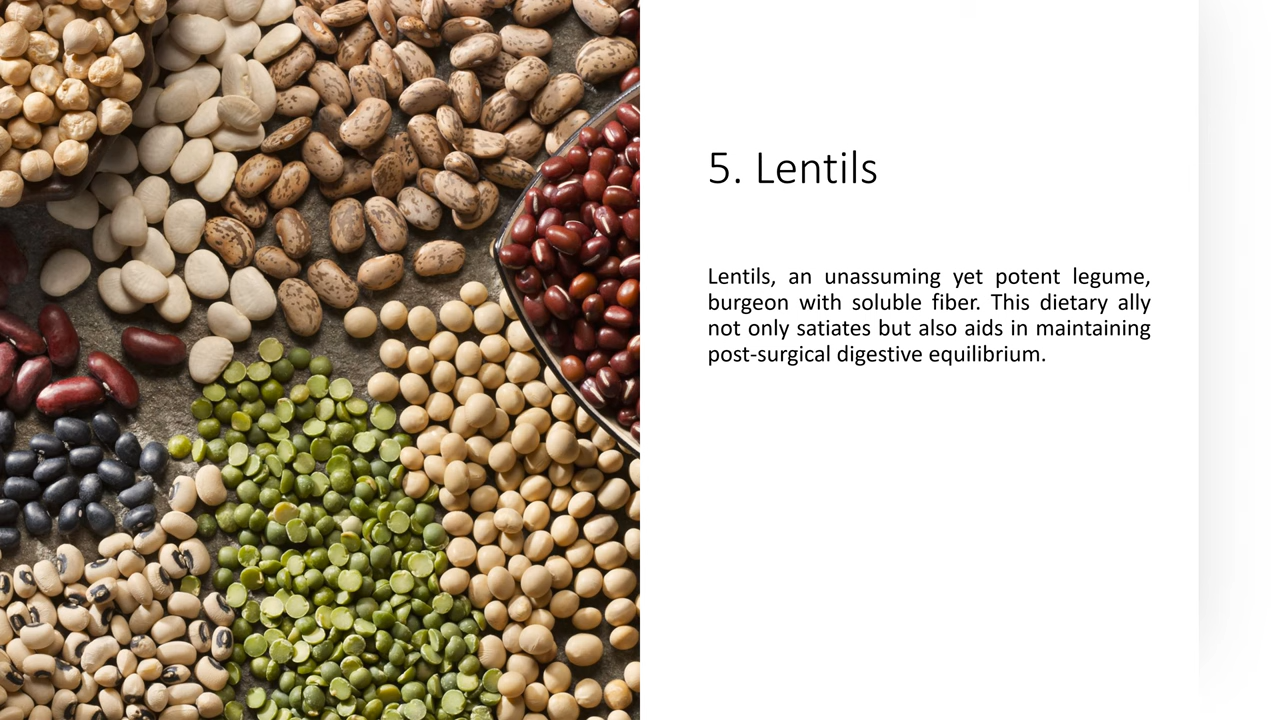 5. Lentils
Lentils, an unassuming yet potent legume,
burgeon with soluble fiber. This dietary ally
not only satiates but also aids in maintaining
post-surgical digestive equilibrium.